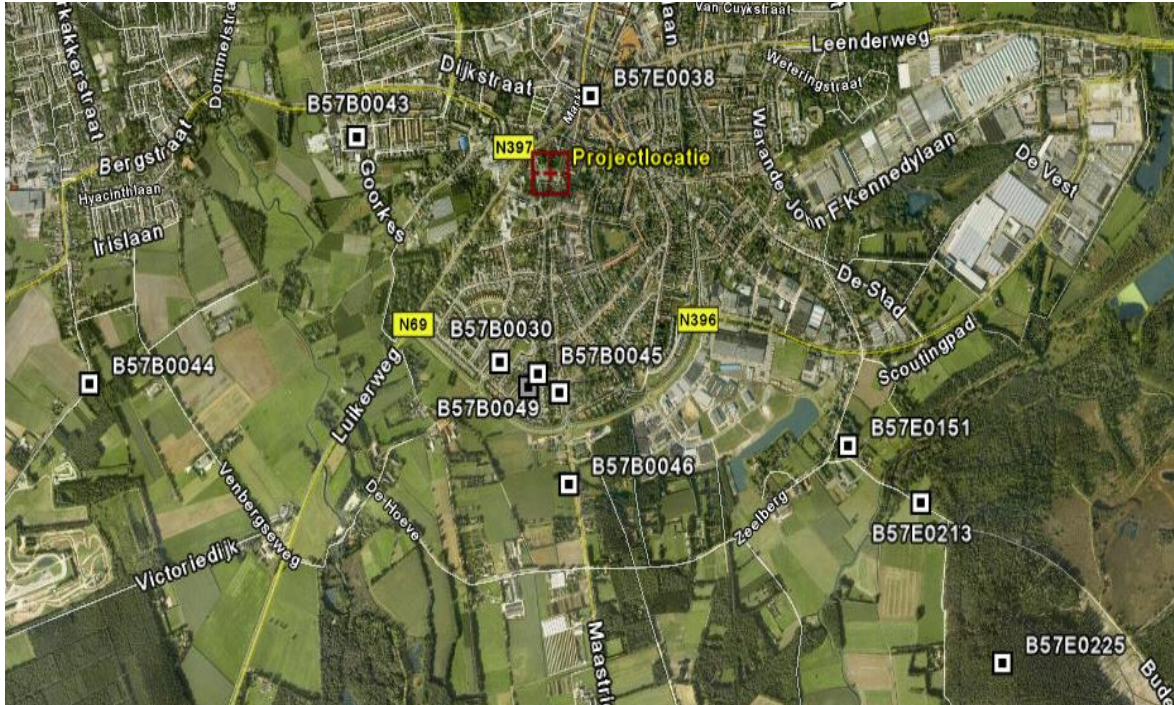 Van Cuykstraat
Leenderweg
Weteringstraat
Dommelstraat
Dijkstraat
B57E0038
B57B0043
N397
Projectlocatie
Warande
John F Kennedylaan
De Vest
Bergstraat
Hyacinthlaan
Irislaan
Goorkes
De Stad
N69
N396
B57B0030
B57B0045
B57B0044
B57B0049
Luikerweg
Scoutingpad
B57E0151
B57B0046
Venbergseweg
De Hoeve
Zeelberg
B57E0213
Victoriedijk
B57E0225